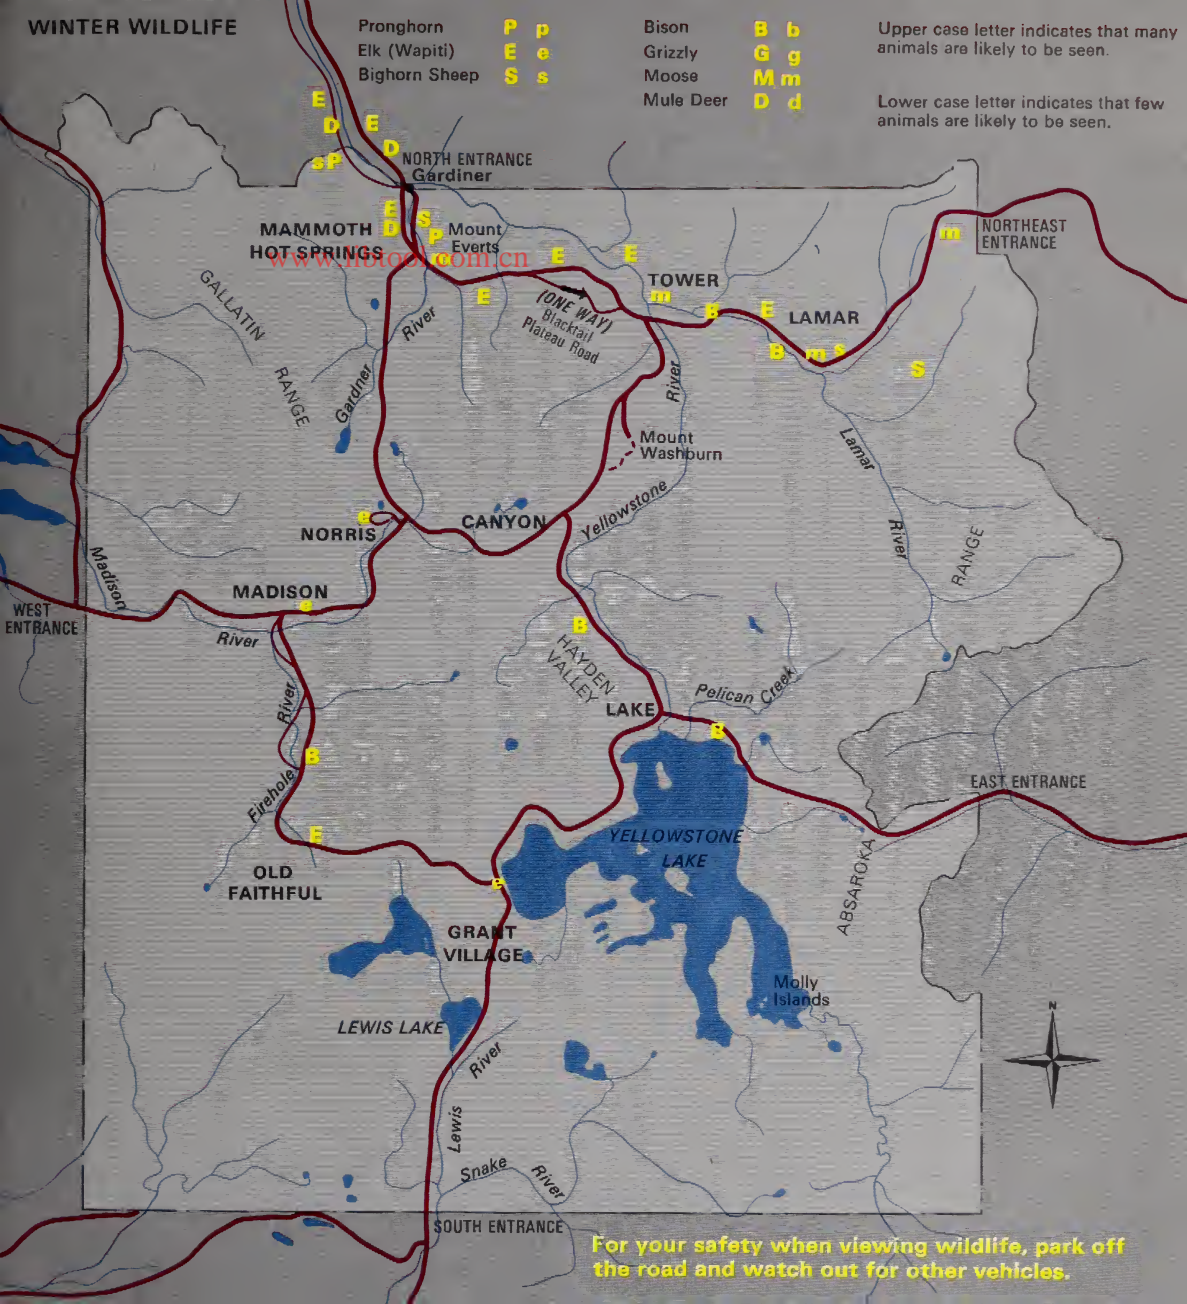 WINTER WILDLIFE
Pronghorn P p
Elk (Wapiti) E e
Bighorn Sheep S s
Bison B b
Grizzly G g
Moose M m
Mule Deer D d
Upper case letter indicates that many
animals are likely to be seen.
Lower case letter indicates that few
animals are likely to be seen.
E
D
s P
E
D
NORTH ENTRANCE
Gardiner
E
D
S
P
MAMMOTH
HOT SPRINGS
Mount
Everts
www.libtool.com.cn
E
E
E
NORTHEAST
ENTRANCE
m
TOWER
m
B
E
LAMAR
B
m s
S
(ONE WAY)
Blacktail
Plateau Road
GALLATIN
RANGE
Gardner
River
River
Mount
Washburn
Yellowstone
Lamar
River
RANGE
e
NORRIS
CANYON
Madison
MADISON
e
WEST
ENTRANCE
River
B
HAYDEN
VALLEY
Pelican Creek
LAKE
B
River
B
Firehole
E
OLD
FAITHFUL
EAST ENTRANCE
YELLOWSTONE
LAKE
ABSAROKA
e
GRANT
VILLAGE
Molly
Islands
LEWIS LAKE
N
River
Lewis
Snake
River
SOUTH ENTRANCE
For your safety when viewing wildlife, park off
the road and watch out for other vehicles.